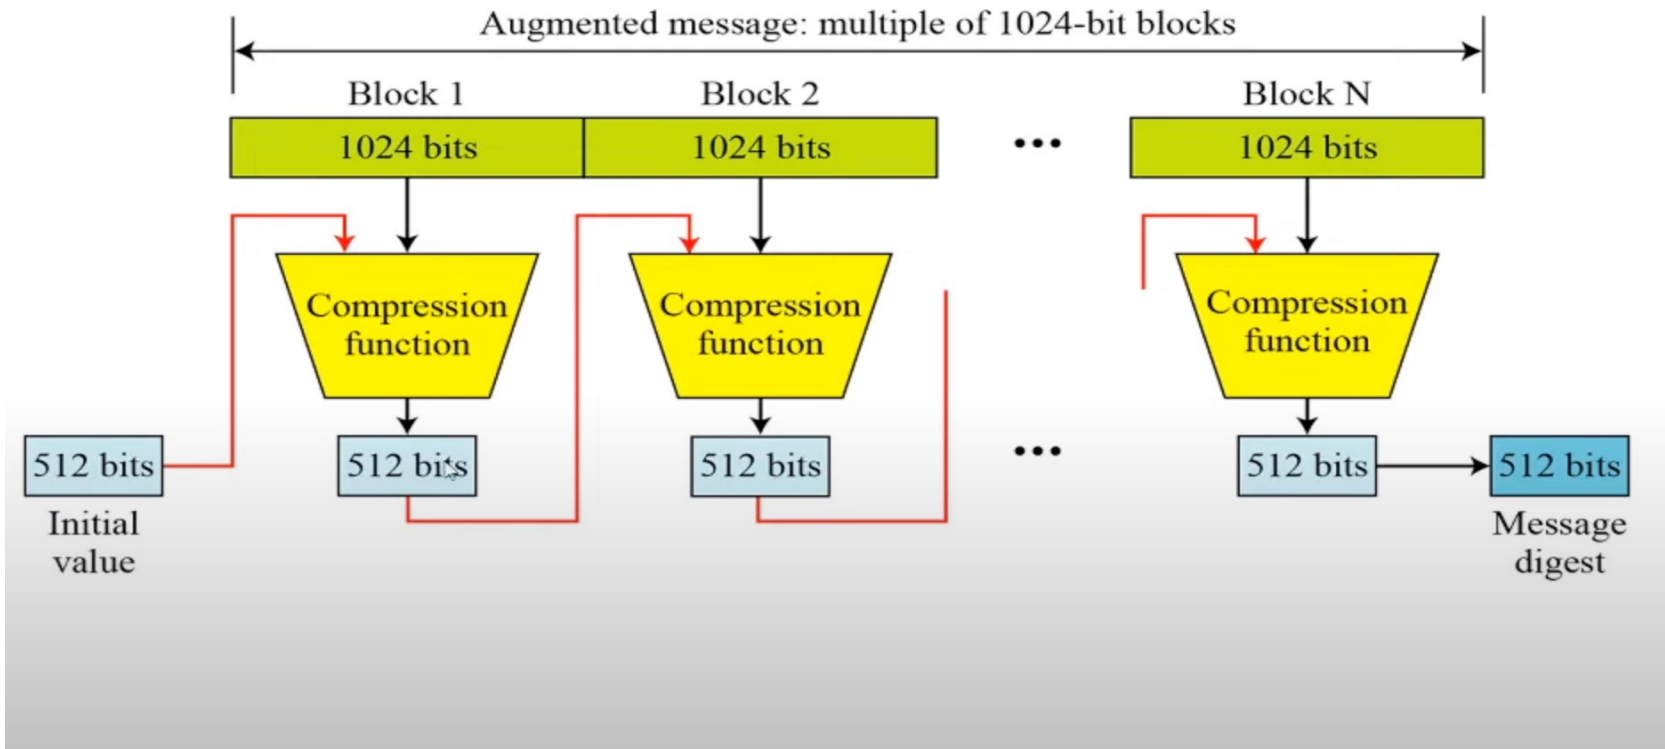 Augmented message: multiple of 1024-bit blocks
Block 1
Block 2
Block N
1024 bits
1024 bits
...
1024 bits
Compression
function
Compression
function
Compression
function
512 bits
512 bits
512 bits
...
512 bits
512 bits
Initial
value
Message
digest